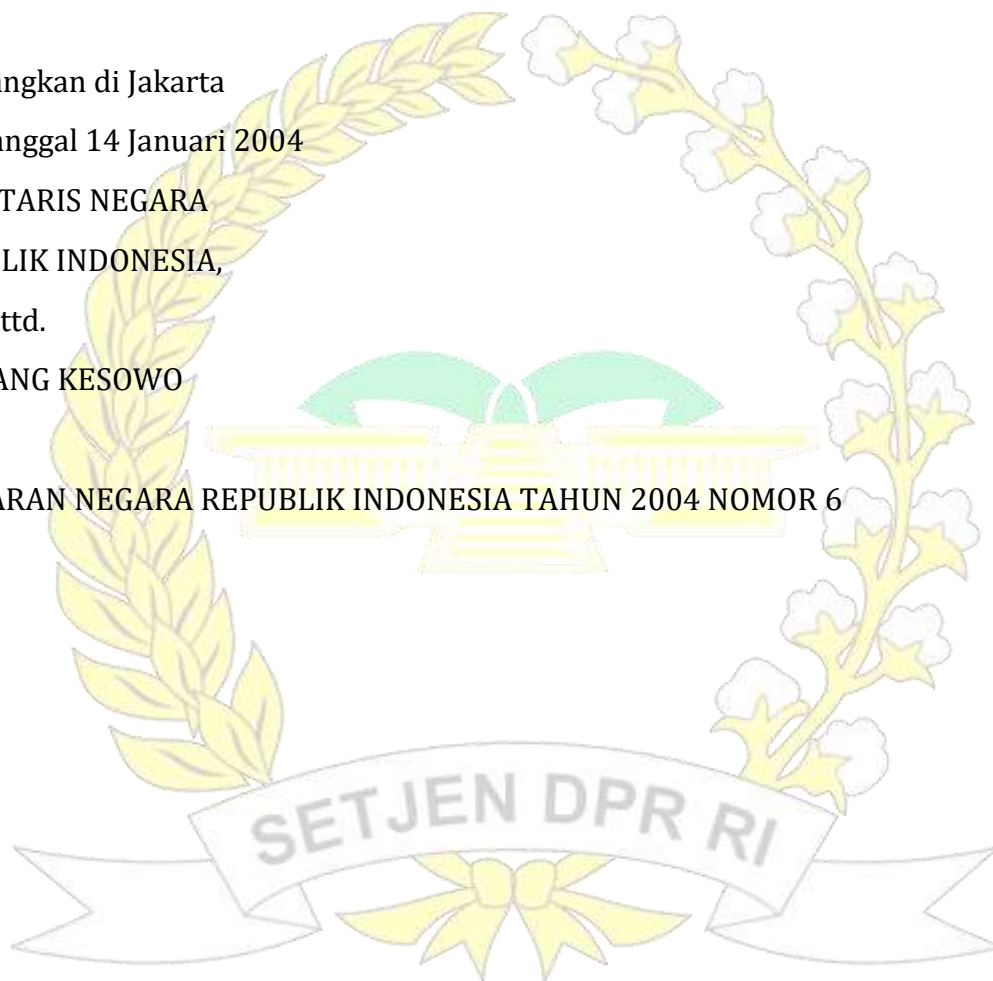 angkan di Jakarta
anggal 14 Januari 2004
TARIS NEGARA
LIK INDONESIA,
ttd.
ANG KESOWO
ARAN NEGARA REPUBLIK INDONESIA TAHUN 2004 NOMOR 6
SETJEN DPR RI